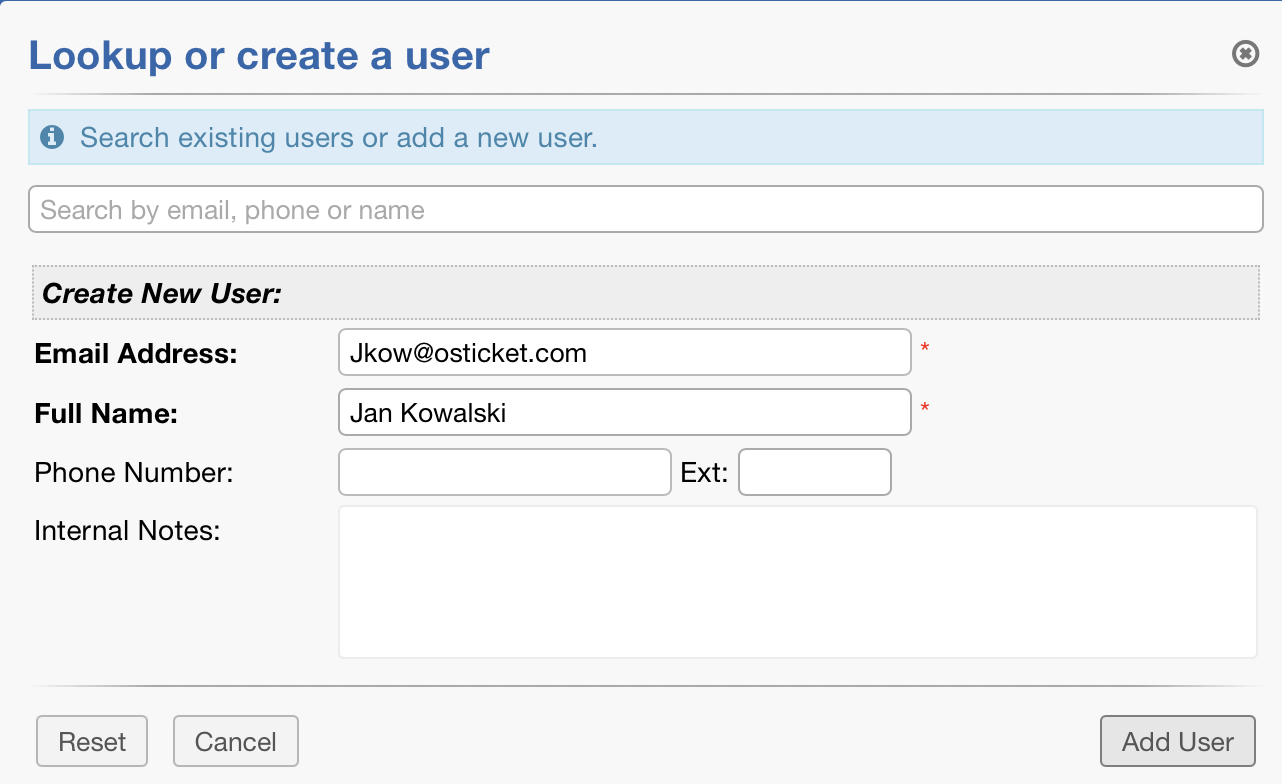 Lookup or create a user
Search existing users or add a new user.
Search by email, phone or name
Create New User:
Email Address: Jkow@osticket.com *
Full Name: Jan Kowalski *
Phone Number: Ext:
Internal Notes:
Reset Cancel Add User